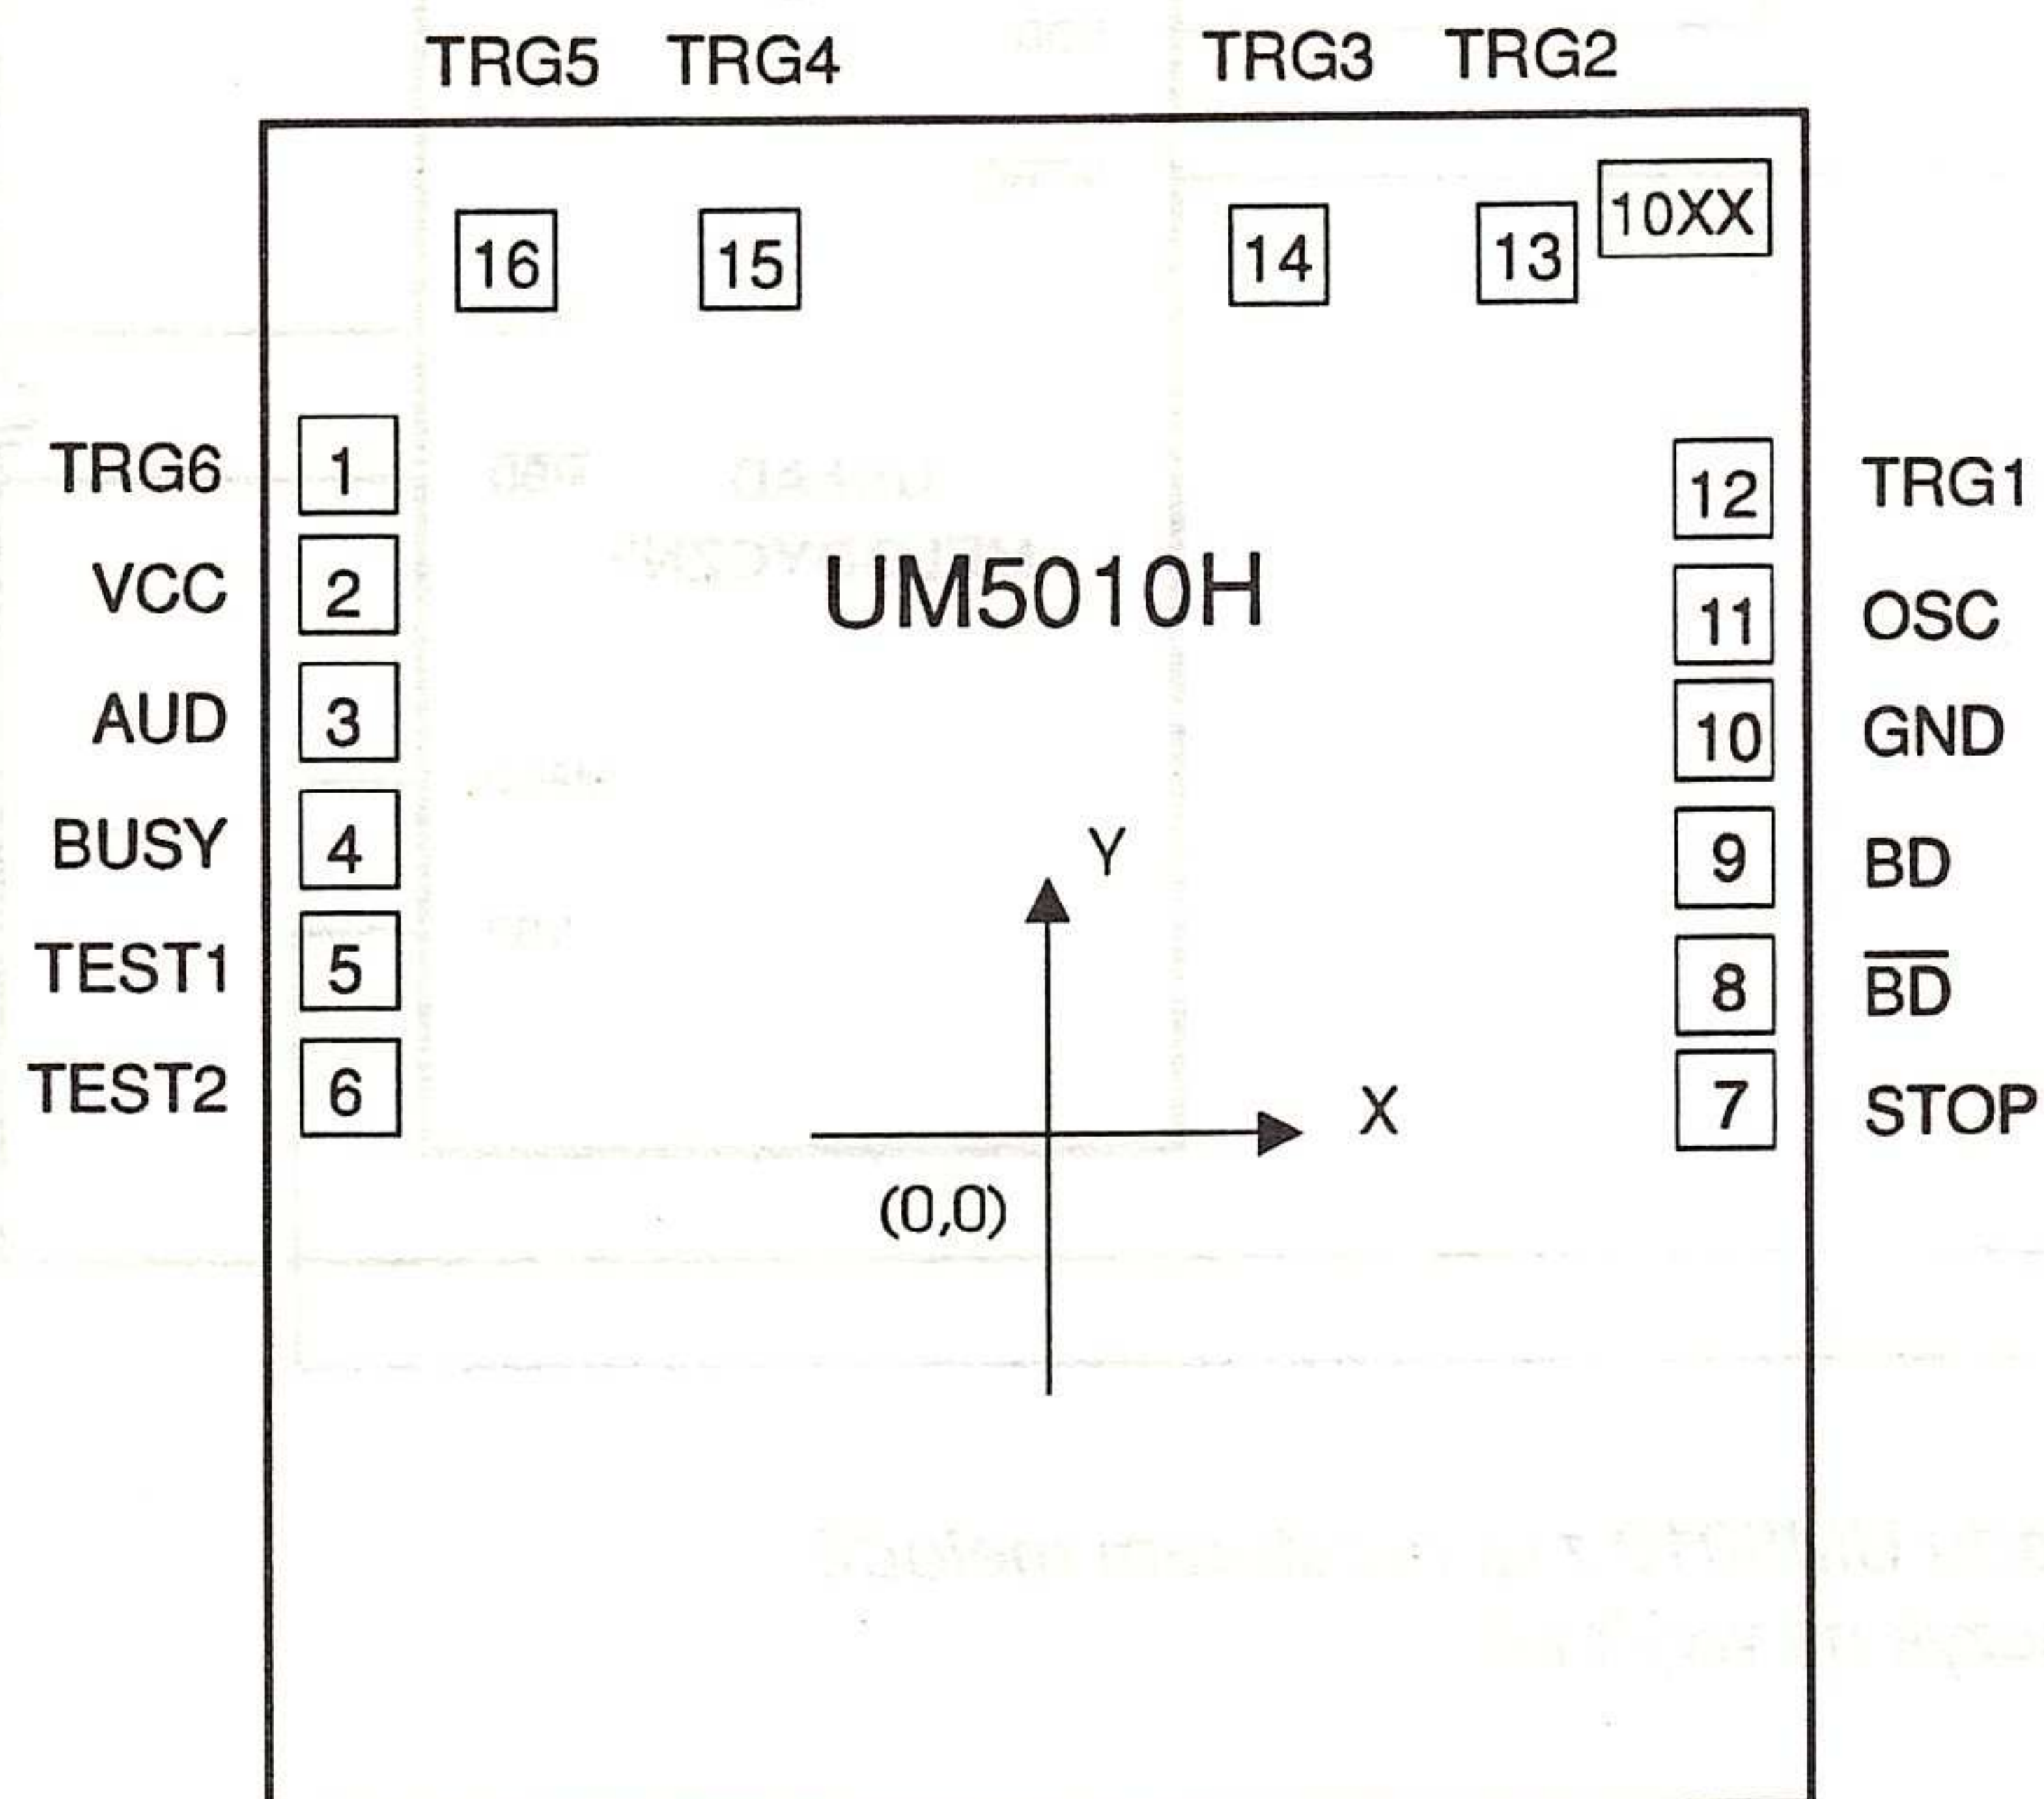 TRG5 TRG4 TRG3 TRG2
10XX
16 15 14 13
TRG6 1 12 TRG1
VCC 2 UM5010H 11 OSC
AUD 3 10 GND
BUSY 4 Y 9 BD
TEST1 5 8 B̅D̅
TEST2 6 X 7 STOP
(0,0)